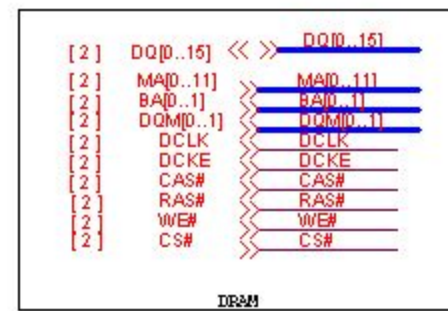 [ 2 ] DQ[0..15] DQ[0..15]
[ 2 ] MA[0..11] MA[0..11]
[ 2 ] BA[0..1] BA[0..1]
[ 2 ] DQM[0..1] DQM[0..1]
[ 2 ] DCLK DCLK
[ 2 ] DCKE DCKE
[ 2 ] CAS# CAS#
[ 2 ] RAS# RAS#
[ 2 ] WE# WE#
[ 2 ] CS# CS#
DRAM